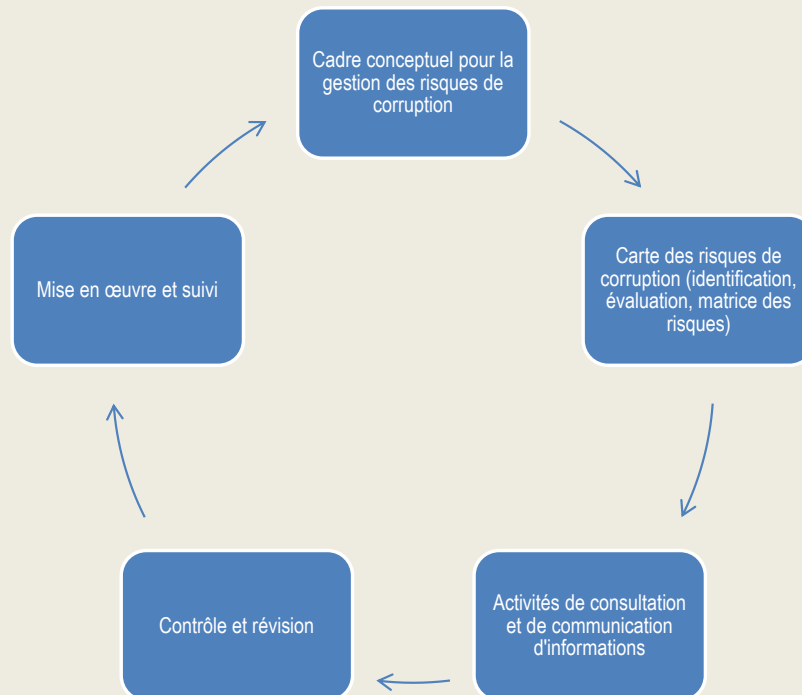 Cadre conceptuel pour la
gestion des risques de
corruption
Carte des risques de
corruption (identification,
évaluation, matrice des
risques)
Activités de consultation
et de communication
d'informations
Contrôle et révision
Mise en œuvre et suivi